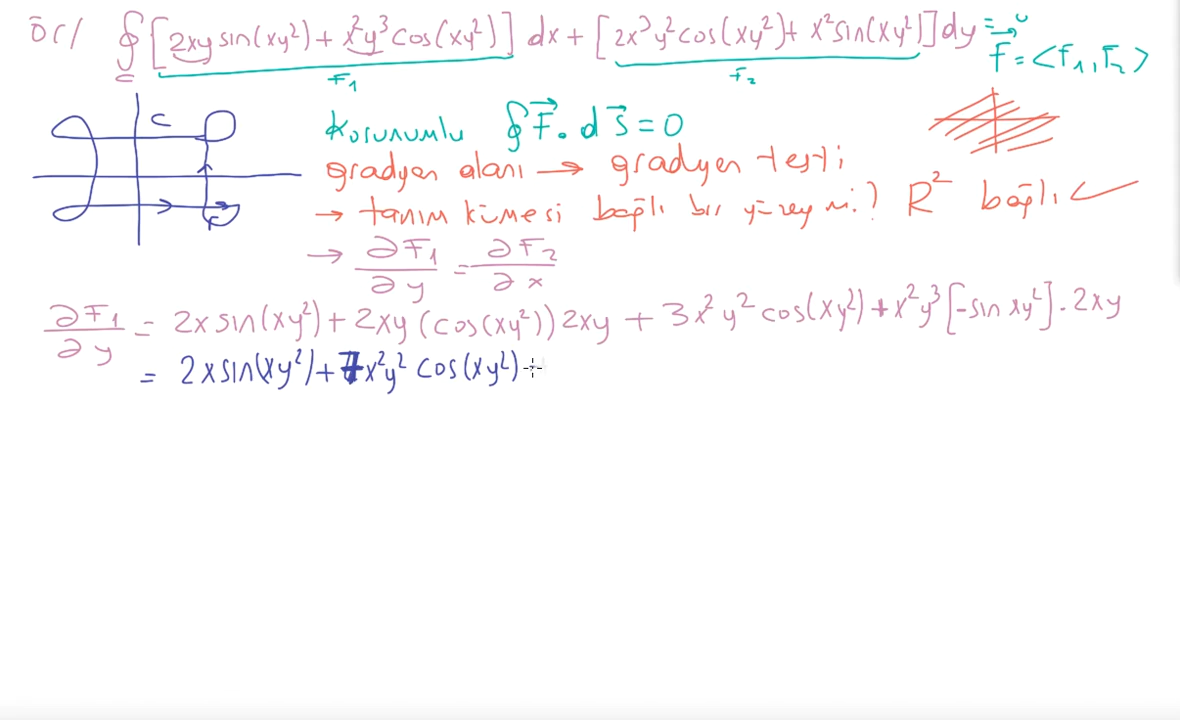 ör/ ∮ [2xy sin(xy²) + x²y³cos(xy²)] dx + [2x³y²cos(xy²) + x²sin(xy²)] dy = 0
c F₁ F₂ F⃗ = <F₁, F₂>
C Korunumlu ∮ F⃗ . d s⃗ = 0
gradyen alanı → gradyen testi
→ tanım kümesi bağlı bir yüzey mi? R² bağlı ✓
→ ∂F₁/∂y = ∂F₂/∂x
∂F₁/∂y = 2x sin(xy²) + 2xy (cos(xy²)) 2xy + 3x²y² cos(xy²) + x²y³ [-sin xy²] . 2xy
= 2x sin(xy²) + 7x²y² cos(xy²) -